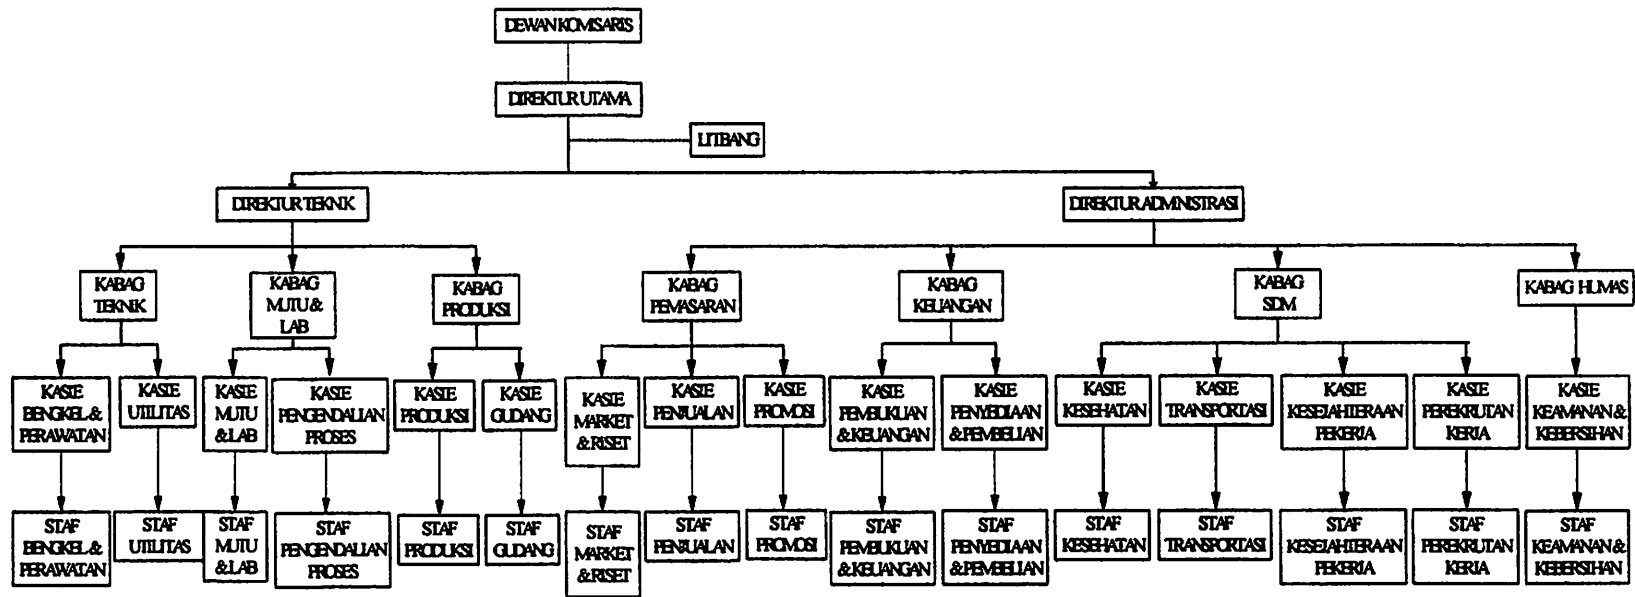 DEWAN KOMISARIS
DIREKTUR UTAMA
LITBANG
DIREKTUR TEKNIK
DIREKTUR ADMINISTRASI
KABAG
TEKNIK
KABAG
MUTU &
LAB
KABAG
PRODUKSI
KABAG
PEMASARAN
KABAG
KEUANGAN
KABAG
SDM
KABAG HUMAS
KASIE
BENGKEL &
PERAWATAN
KASIE
UTILITAS
KASIE
MUTU
& LAB
KASIE
PENGENDALIAN
PROSES
KASIE
PRODUKSI
KASIE
GUDANG
KASIE
MARKET
& RISET
KASIE
PENJUALAN
KASIE
PROMOSI
KASIE
PEMBUKUAN
& KEUANGAN
KASIE
PENYEDIAAN
& PEMBELIAN
KASIE
KESEHATAN
KASIE
TRANSPORTASI
KASIE
KESEJAHTERAAN
PEKERJA
KASIE
PEREKRUTAN
KERJA
KASIE
KEAMANAN &
KEBERSIHAN
STAF
BENGKEL &
PERAWATAN
STAF
UTILITAS
STAF
MUTU
& LAB
STAF
PENGENDALIAN
PROSES
STAF
PRODUKSI
STAF
GUDANG
STAF
MARKET
& RISET
STAF
PENJUALAN
STAF
PROMOSI
STAF
PEMBUKUAN
& KEUANGAN
STAF
PENYEDIAAN
& PEMBELIAN
STAF
KESEHATAN
STAF
TRANSPORTASI
STAF
KESEJAHTERAAN
PEKERJA
STAF
PEREKRUTAN
KERJA
STAF
KEAMANAN &
KEBERSIHAN